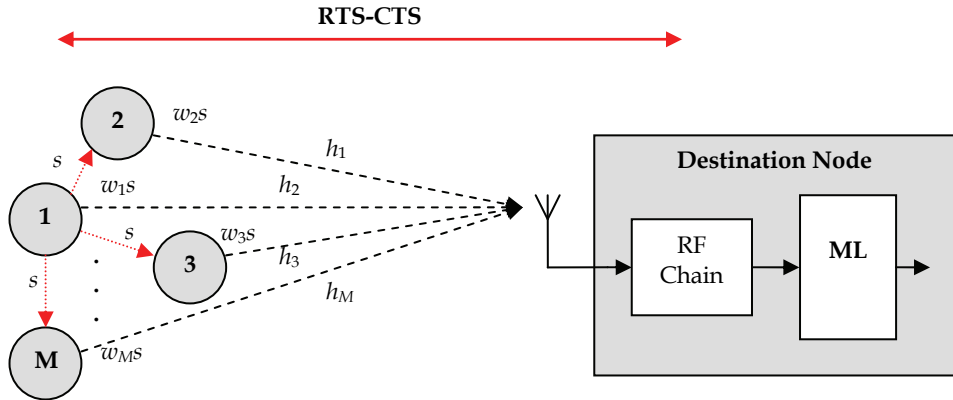 RTS-CTS
2
w2s
h1
s
Destination Node
w1s
h2
1
s
w3s
RF
Chain
ML
3
h3
s
hM
M
wMs